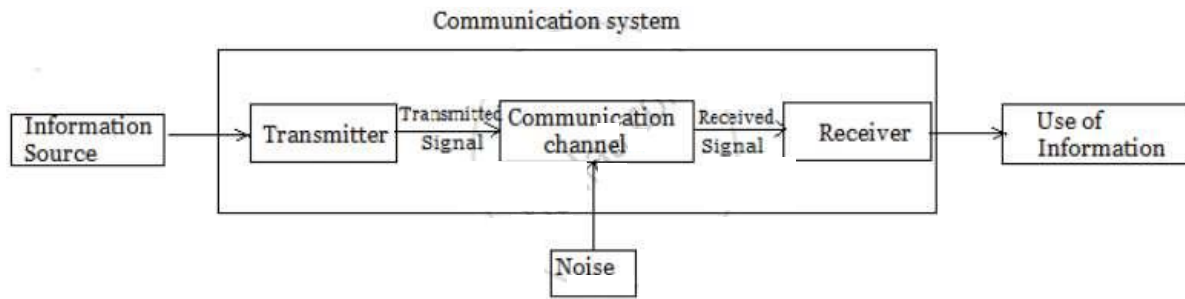 Communication system
Information
Source
Transmitter
Transmitted
Signal
Communication
channel
Received
Signal
Receiver
Use of
Information
Noise